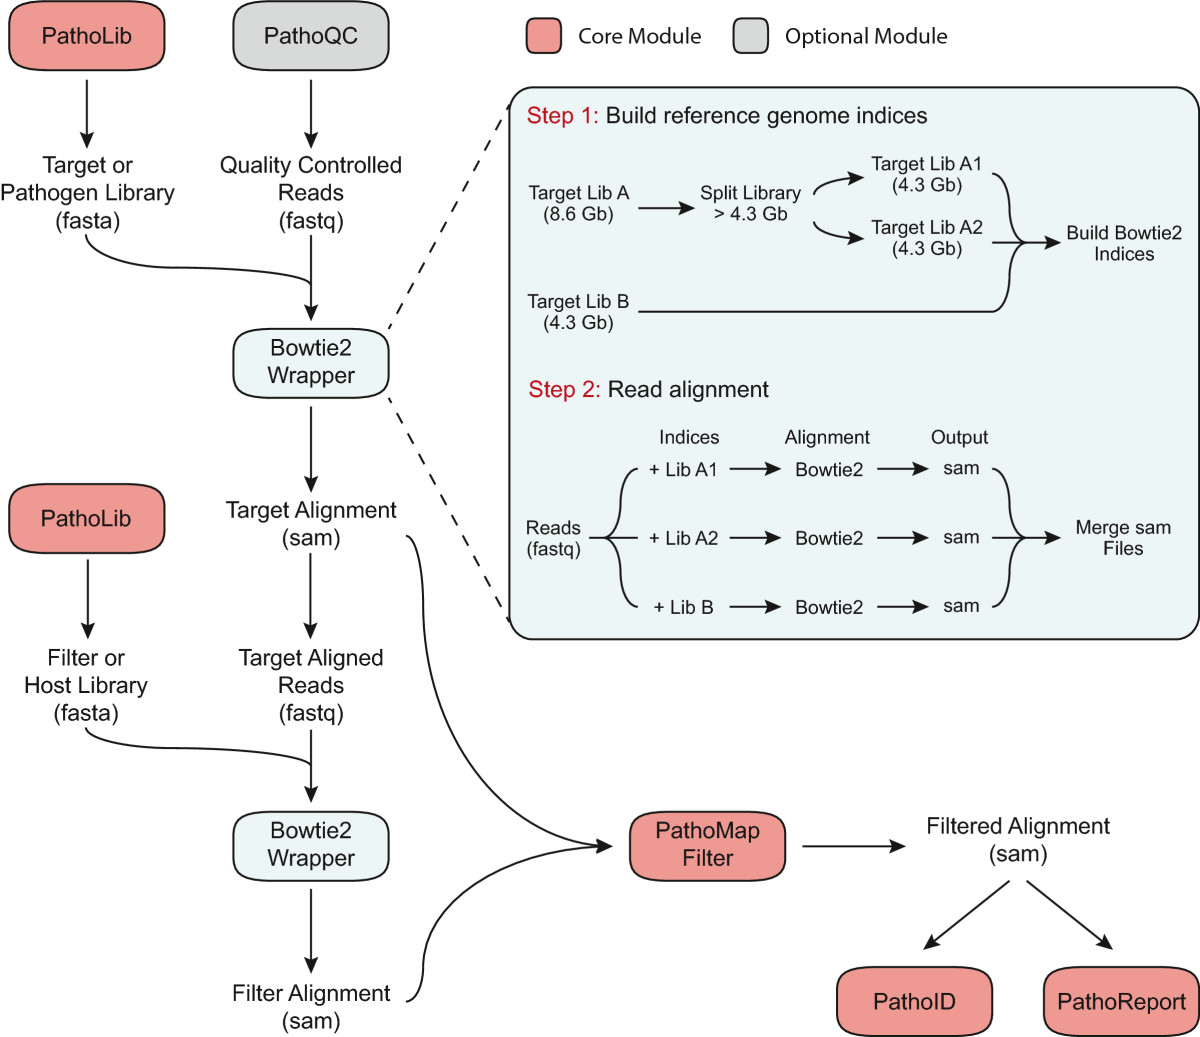 PathoLib
PathoQC
Core Module
Optional Module
Target or
Pathogen Library
(fasta)
Quality Controlled
Reads
(fastq)
Bowtie2
Wrapper
Step 1: Build reference genome indices
Target Lib A
(8.6 Gb)
Split Library
> 4.3 Gb
Target Lib A1
(4.3 Gb)
Target Lib A2
(4.3 Gb)
Build Bowtie2
Indices
Target Lib B
(4.3 Gb)
Step 2: Read alignment
Indices
Alignment
Output
Reads
(fastq)
+ Lib A1
Bowtie2
sam
+ Lib A2
Bowtie2
sam
+ Lib B
Bowtie2
sam
Merge sam
Files
Target Alignment
(sam)
PathoLib
Filter or
Host Library
(fasta)
Target Aligned
Reads
(fastq)
Bowtie2
Wrapper
Filter Alignment
(sam)
PathoMap
Filter
Filtered Alignment
(sam)
PathoID
PathoReport